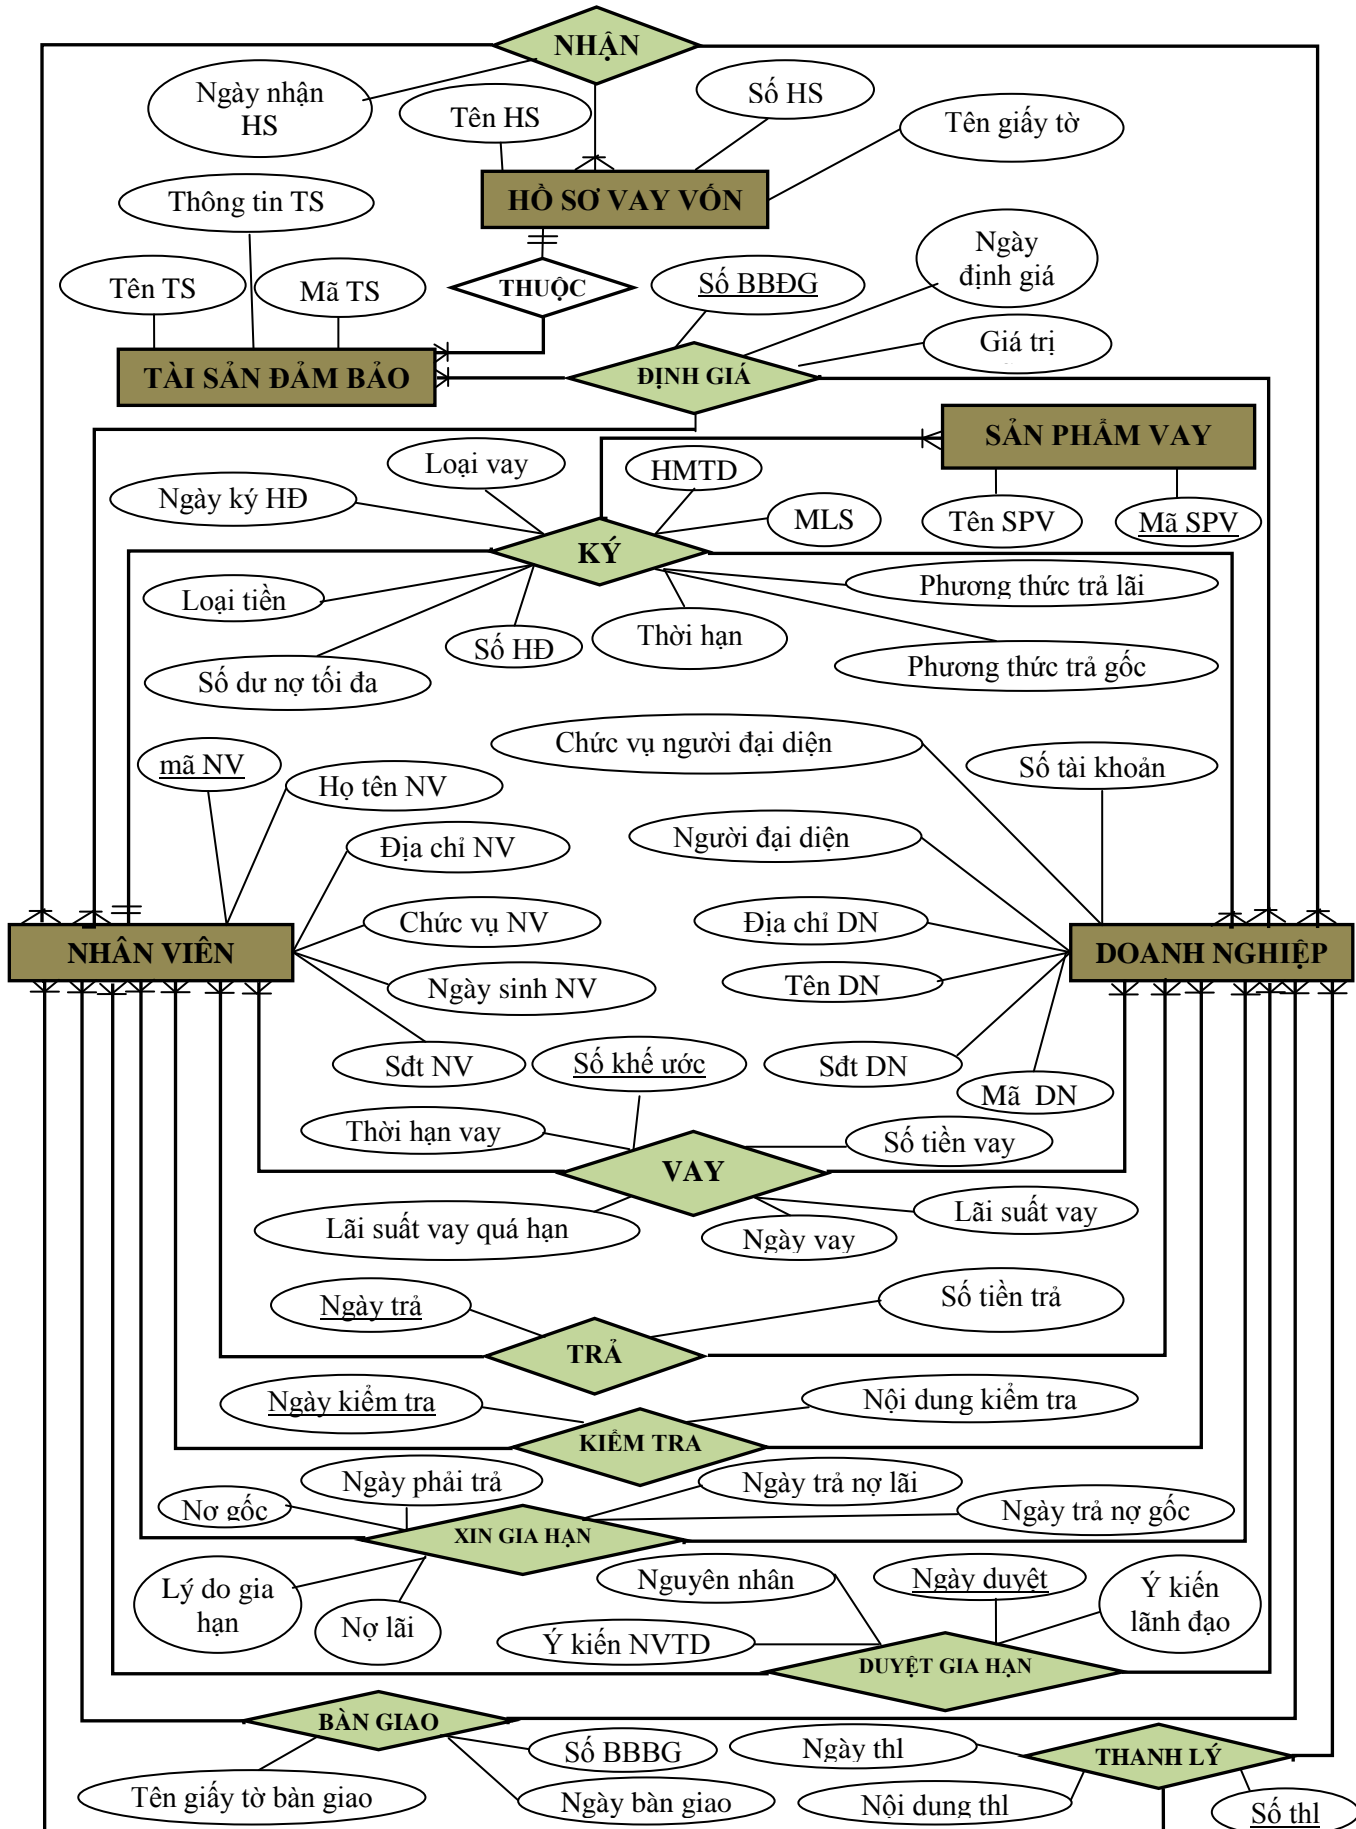 NHẬN
Ngày nhận
HS
Tên HS
Số HS
Tên giấy tờ
Thông tin TS
HỒ SƠ VAY VỐN
Ngày
định giá
Tên TS
Mã TS
THUỘC
Số BBĐG
Giá trị
TÀI SẢN ĐẢM BẢO
ĐỊNH GIÁ
SẢN PHẨM VAY
Loại vay
HMTD
Ngày ký HĐ
MLS
Tên SPV
Mã SPV
KÝ
Loại tiền
Phương thức trả lãi
Số HĐ
Thời hạn
Số dư nợ tối đa
Phương thức trả gốc
mã NV
Họ tên NV
Chức vụ người đại diện
Số tài khoản
Địa chỉ NV
Người đại diện
Chức vụ NV
Địa chỉ DN
NHÂN VIÊN
DOANH NGHIỆP
Ngày sinh NV
Tên DN
Sđt NV
Số khế ước
Sđt DN
Mã DN
Thời hạn vay
Số tiền vay
VAY
Lãi suất vay quá hạn
Ngày vay
Lãi suất vay
Ngày trả
Số tiền trả
TRẢ
Ngày kiểm tra
Nội dung kiểm tra
KIỂM TRA
Ngày phải trả
Ngày trả nợ lãi
Nợ gốc
Ngày trả nợ gốc
XIN GIA HẠN
Lý do gia
hạn
Nợ lãi
Nguyên nhân
Ngày duyệt
Ý kiến
lãnh đạo
Ý kiến NVTD
DUYỆT GIA HẠN
BÀN GIAO
Số BBBG
Ngày thl
THANH LÝ
Tên giấy tờ bàn giao
Ngày bàn giao
Nội dung thl
Số thl